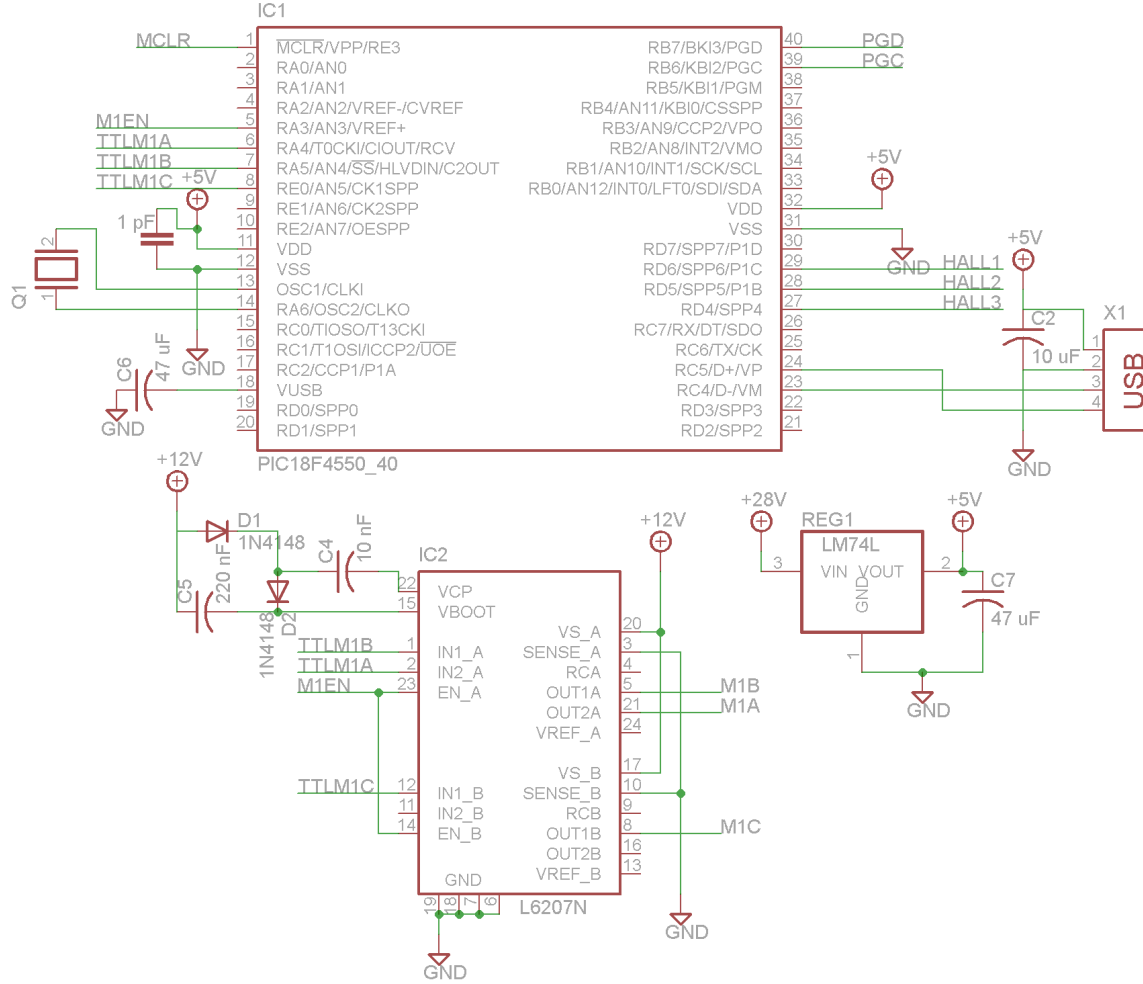 IC1
MCLR 1 MCLR/VPP/RE3 RB7/BKI3/PGD 40 PGD
2 RA0/AN0 RB6/KBI2/PGC 39 PGC
3 RA1/AN1 RB5/KBI1/PGM 38
4 RA2/AN2/VREF-/CVREF RB4/AN11/KBI0/CSSPP 37
M1EN 5 RA3/AN3/VREF+ RB3/AN9/CCP2/VPO 36
TTLM1A 6 RA4/T0CKI/CIOUT/RCV RB2/AN8/INT2/VMO 35
TTLM1B 7 RA5/AN4/SS/HLVDIN/C2OUT RB1/AN10/INT1/SCK/SCL 34
+5V
TTLM1C 8 RE0/AN5/CK1SPP RB0/AN12/INT0/LFT0/SDI/SDA 33
+5V
9 RE1/AN6/CK2SPP VDD 32
1 pF 10 RE2/AN7/OESPP VSS 31
2 11 VDD RD7/SPP7/P1D 30
+5V
GND
12 VSS RD6/SPP6/P1C 29 HALL1
13 OSC1/CLKI RD5/SPP5/P1B 28 HALL2
Q1 1 14 RA6/OSC2/CLKO RD4/SPP4 27 HALL3
15 RC0/TIOSO/T13CKI RC7/RX/DT/SDO 26 C2 X1
16 RC1/T1OSI/ICCP2/UOE RC6/TX/CK 25 10 uF 1
GND
17 RC2/CCP1/P1A RC5/D+/VP 24 2
C6 47 uF 18 VUSB RC4/D-/VM 23 3 USB
19 RD0/SPP0 RD3/SPP3 22 4
GND
20 RD1/SPP1 RD2/SPP2 21
PIC18F4550_40
GND
+12V
+28V +5V
D1 +12V REG1
1N4148 C4 10 nF IC2 LM74L
220 nF 3 VIN VOUT 2
GND
C5 22 VCP C7
D2 15 VBOOT 47 uF
1N4148 VS_A 20
TTLM1B 1 IN1_A SENSE_A 3 1
TTLM1A 2 IN2_A RCA 4
M1EN 23 EN_A OUT1A 5 M1B
GND
OUT2A 21 M1A
VREF_A 24
VS_B 17
TTLM1C 12 IN1_B SENSE_B 10
11 IN2_B RCB 9
14 EN_B OUT1B 8 M1C
OUT2B 16
VREF_B 13
GND
19 18 7 6 L6207N
GND
GND